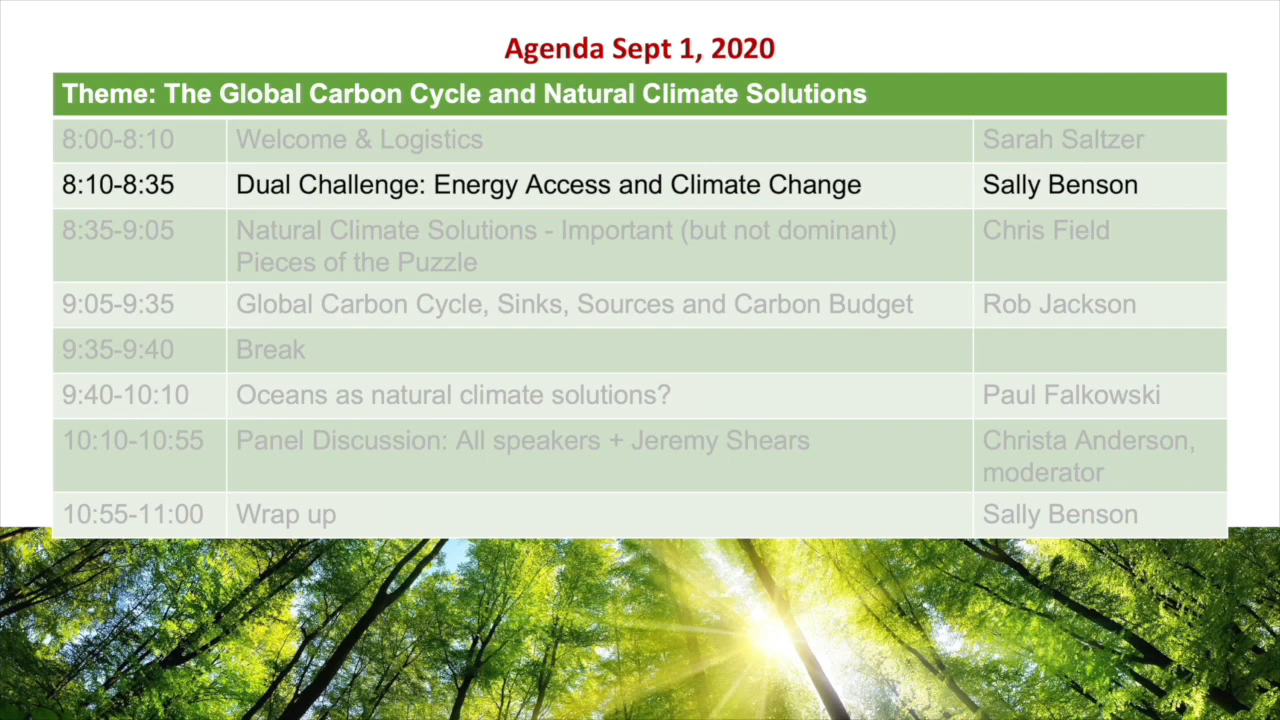 Agenda Sept 1, 2020
Theme: The Global Carbon Cycle and Natural Climate Solutions
8:00-8:10 Welcome & Logistics Sarah Saltzer
8:10-8:35 Dual Challenge: Energy Access and Climate Change Sally Benson
8:35-9:05 Natural Climate Solutions - Important (but not dominant) Chris Field
Pieces of the Puzzle
9:05-9:35 Global Carbon Cycle, Sinks, Sources and Carbon Budget Rob Jackson
9:35-9:40 Break
9:40-10:10 Oceans as natural climate solutions? Paul Falkowski
10:10-10:55 Panel Discussion: All speakers + Jeremy Shears Christa Anderson,
moderator
10:55-11:00 Wrap up Sally Benson